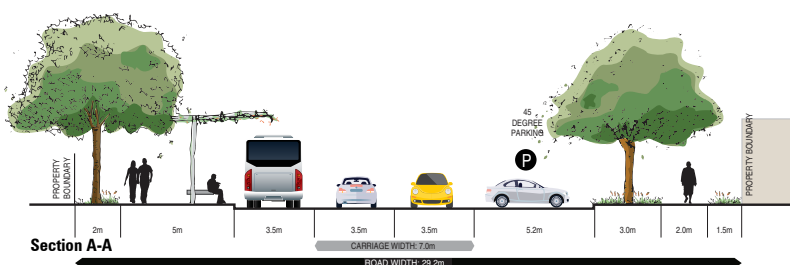 45
DEGREE
PARKING
P
PROPERTY
BOUNDARY
PROPERTY BOUNDARY
2m 5m 3.5m 3.5m 3.5m 5.2m 3.0m 2.0m 1.5m
Section A-A
CARRIAGE WIDTH: 7.0m
ROAD WIDTH: 29.2m